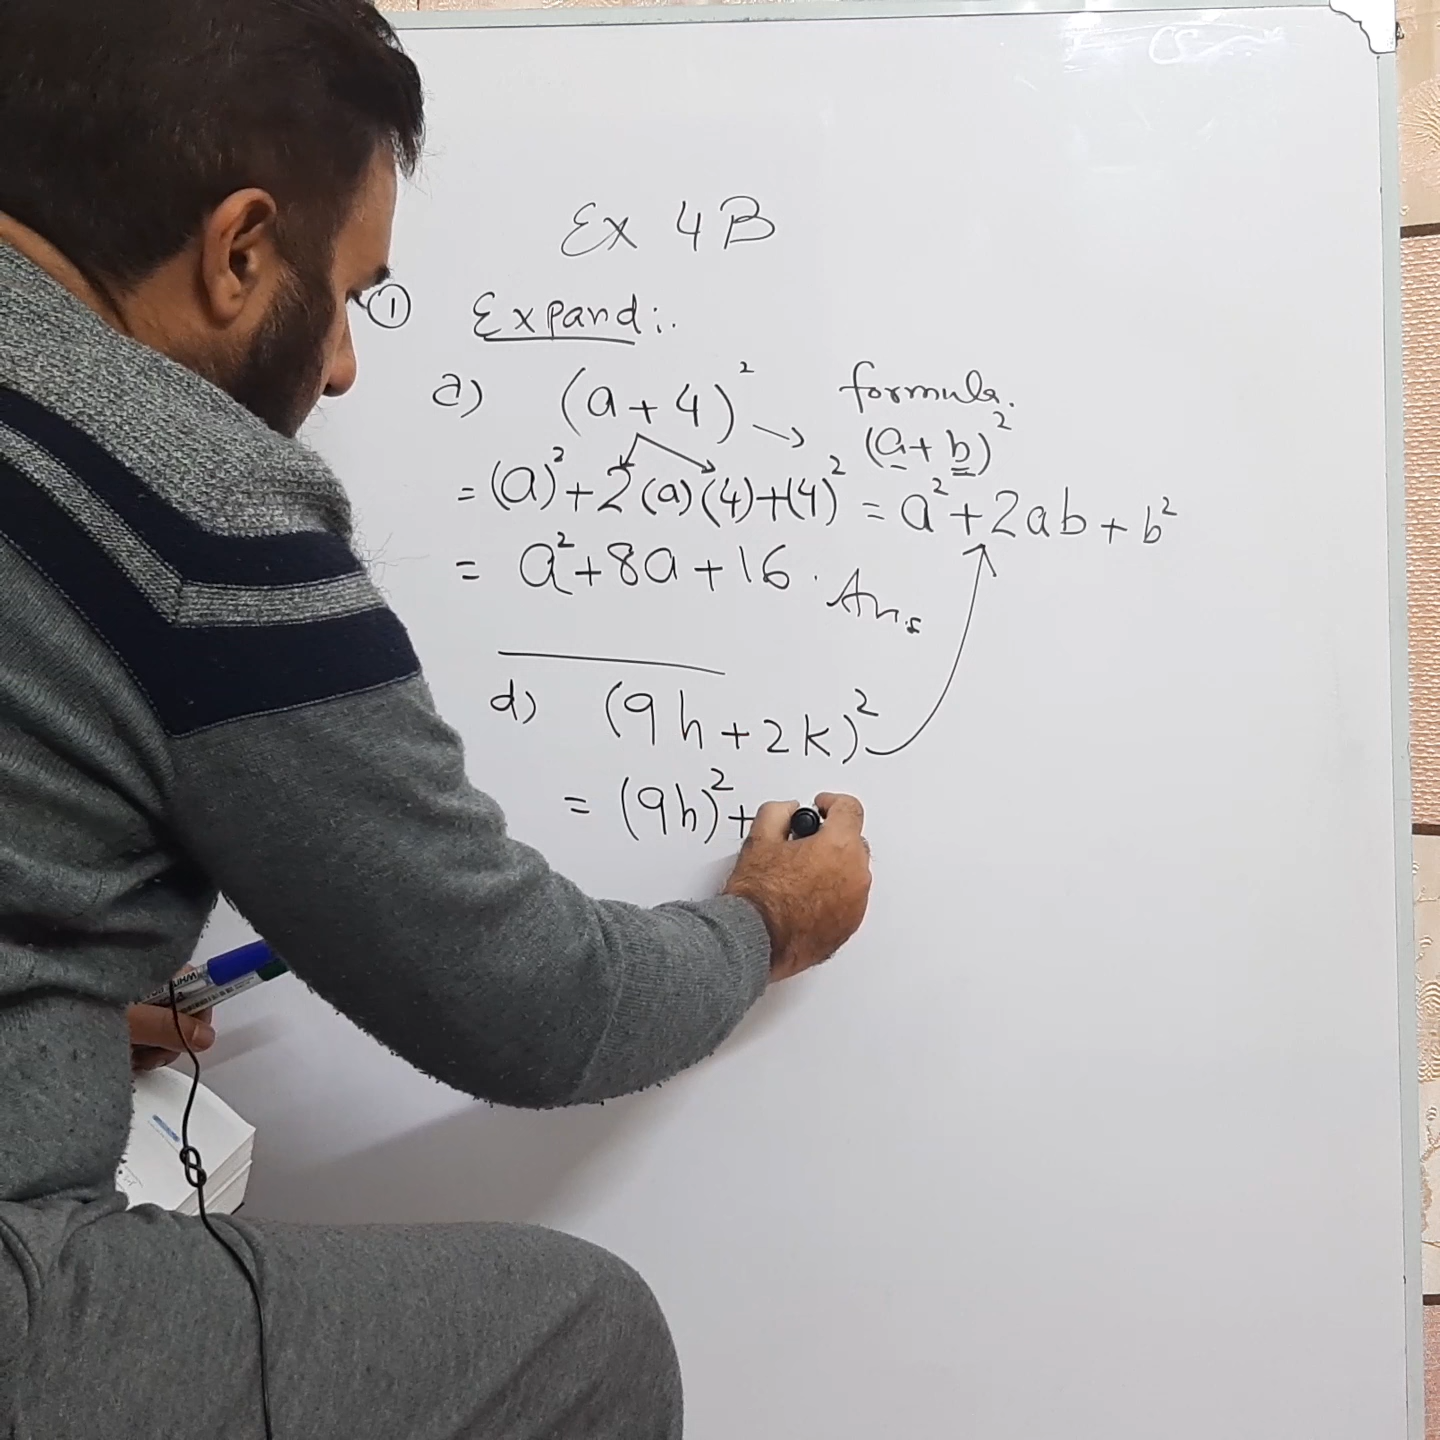 Ex 4B
① Expand:.
a) (a+4)² → formula.
(a+b)²
= (a)²+2(a)(4)+(4)² = a²+2ab+b²
= a²+8a+16. Ans.
d) (9h+2k)²
= (9h)²+